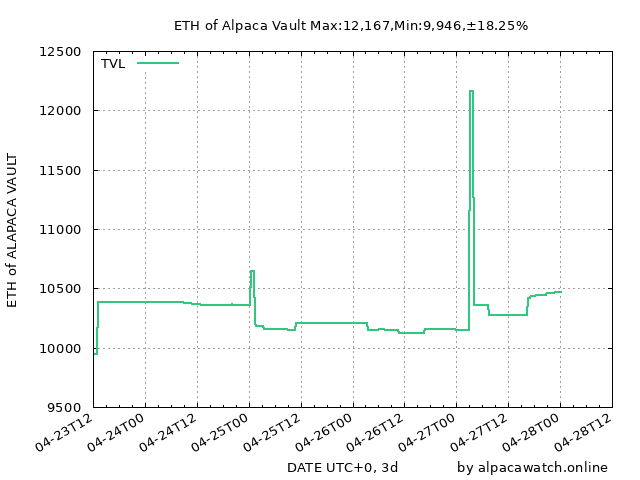 ETH of Alpaca Vault Max:12,167,Min:9,946,±18.25%
TVL
12500
12000
11500
11000
10500
10000
9500
ETH of ALAPACA VAULT
04-23T12
04-24T00
04-24T12
04-25T00
04-25T12
04-26T00
04-26T12
04-27T00
04-27T12
04-28T00
04-28T12
DATE UTC+0, 3d
by alpacawatch.online